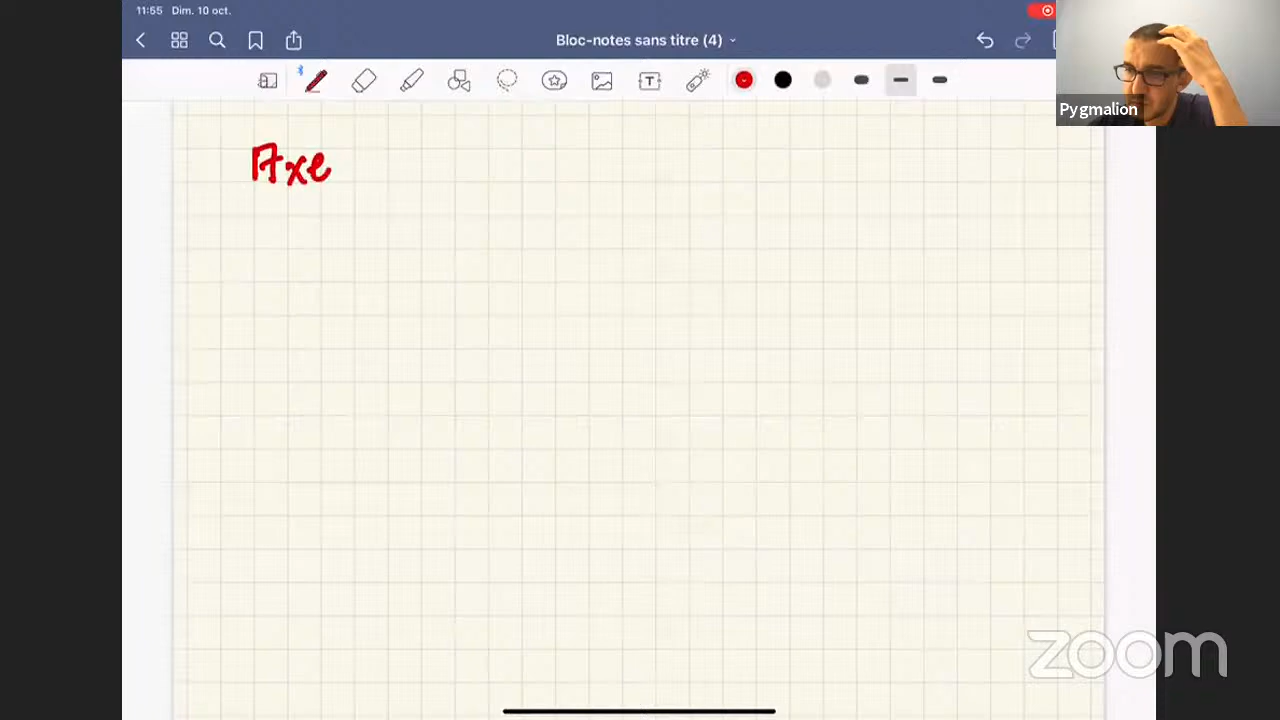 11:55 Dim. 10 oct.
Bloc-notes sans titre (4)
Pygmalion
Axe
zoom